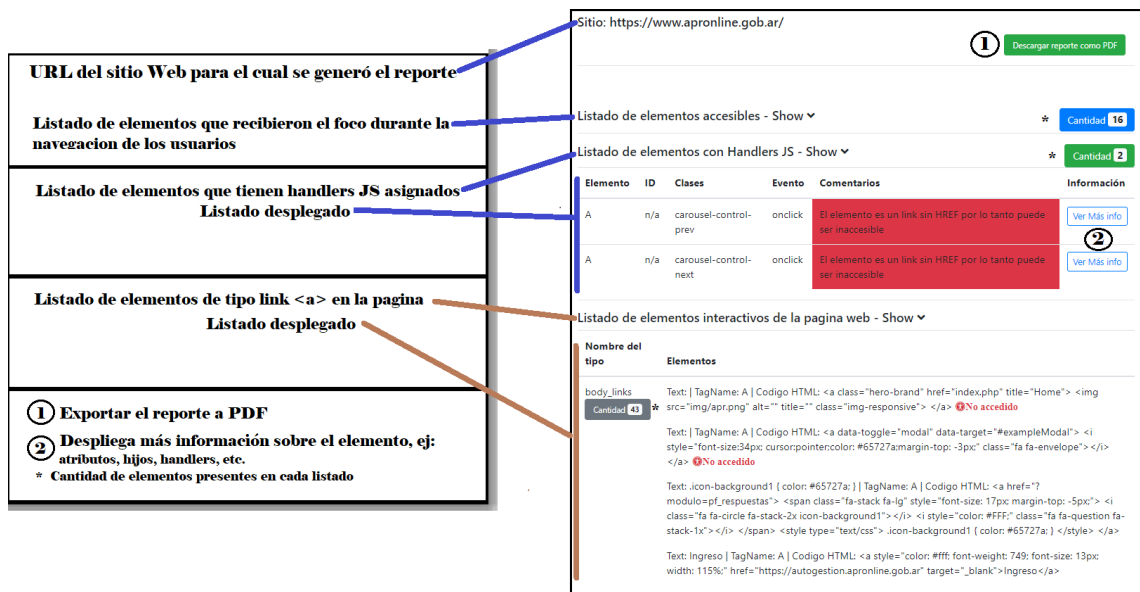 URL del sitio Web para el cual se generó el reporte
Listado de elementos que recibieron el foco durante la
navegacion de los usuarios
Listado de elementos que tienen handlers JS asignados
Listado desplegado
Listado de elementos de tipo link <a> en la pagina
Listado desplegado
1 Exportar el reporte a PDF
2 Despliega más información sobre el elemento, ej:
atributos, hijos, handlers, etc.
* Cantidad de elementos presentes en cada listado
Sitio: https://www.apronline.gob.ar/
1 Descargar reporte como PDF
Listado de elementos accesibles - Show
* Cantidad 16
Listado de elementos con Handlers JS - Show
* Cantidad 2
Elemento ID Clases Evento Comentarios Información
A n/a carousel-control- onclick El elemento es un link sin HREF por lo tanto puede Ver Más info
prev ser inaccesible
2
A n/a carousel-control- onclick El elemento es un link sin HREF por lo tanto puede Ver Más info
next ser inaccesible
Listado de elementos interactivos de la pagina web - Show
Nombre del
tipo Elementos
body_links
Cantidad 43 *
Text: | TagName: A | Codigo HTML: <a class="hero-brand" href="index.php" title="Home"> <img
src="img/apr.png" alt="" title="" class="img-responsive"> </a> No accedido
Text: | TagName: A | Codigo HTML: <a data-toggle="modal" data-target="#exampleModal"> <i
style="font-size:34px; cursor:pointer;color: #65727a;margin-top: -3px;" class="fa fa-envelope"></i>
</a> No accedido
Text: .icon-background1 { color: #65727a; } | TagName: A | Codigo HTML: <a href="?
modulo=pf_respuestas"> <span class="fa-stack fa-lg" style="font-size: 17px; margin-top: -5px;"> <i
class="fa fa-circle fa-stack-2x icon-background1"></i> <i style="color: #FFF;" class="fa fa-question fa-
stack-1x"></i> </span> <style type="text/css"> .icon-background1 { color: #65727a; } </style> </a>
Text: Ingreso | TagName: A | Codigo HTML: <a style="color: #fff; font-weight: 749; font-size: 13px;
width: 115%;" href="https://autogestion.apronline.gob.ar" target="_blank">Ingreso</a>